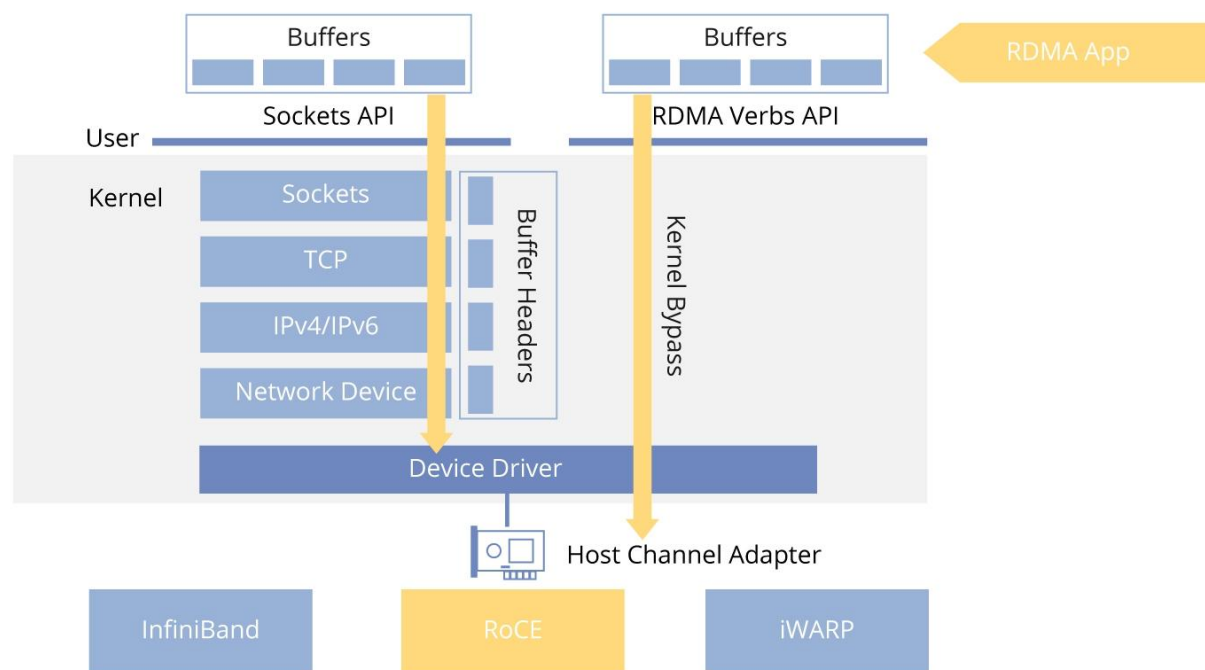 Buffers
Buffers
RDMA App
Sockets API
RDMA Verbs API
User
Kernel
Sockets
TCP
IPv4/IPv6
Network Device
Buffer Headers
Kernel Bypass
Device Driver
Host Channel Adapter
InfiniBand
RoCE
iWARP